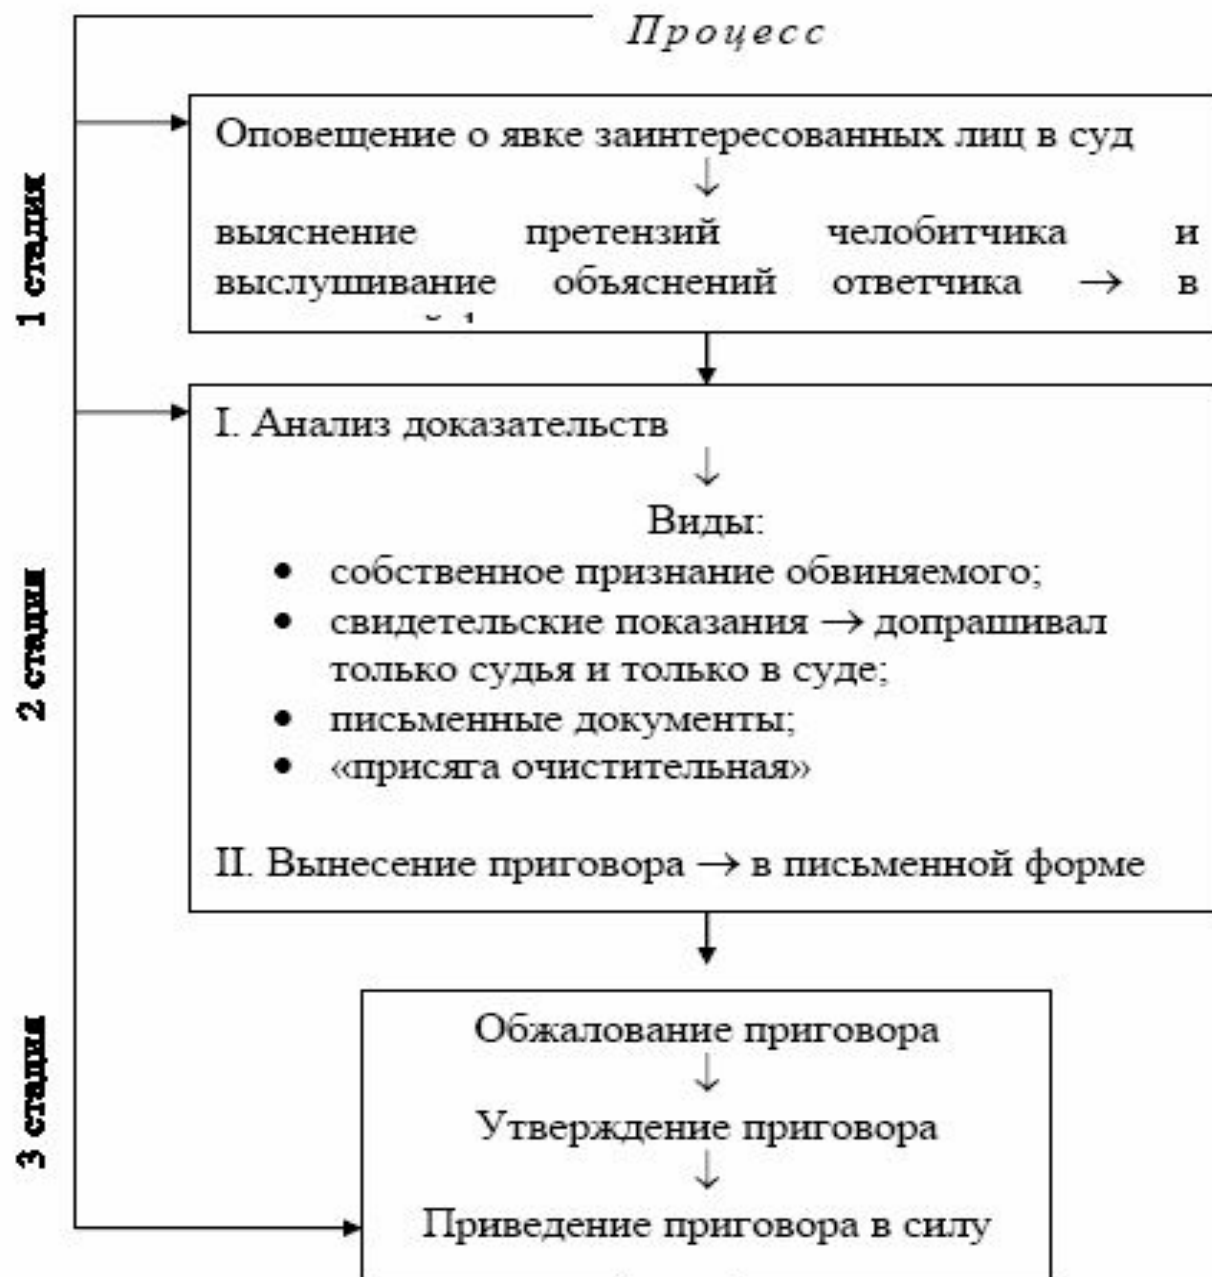 Процесс
1 стадия
Оповещение о явке заинтересованных лиц в суд
↓
выяснение претензий челобитчика и
выслушивание объяснений ответчика → в
2 стадия
I. Анализ доказательств
↓
Виды:
• собственное признание обвиняемого;
• свидетельские показания → допрашивал
только судья и только в суде;
• письменные документы;
• «присяга очистительная»
II. Вынесение приговора → в письменной форме
3 стадия
Обжалование приговора
↓
Утверждение приговора
↓
Приведение приговора в силу